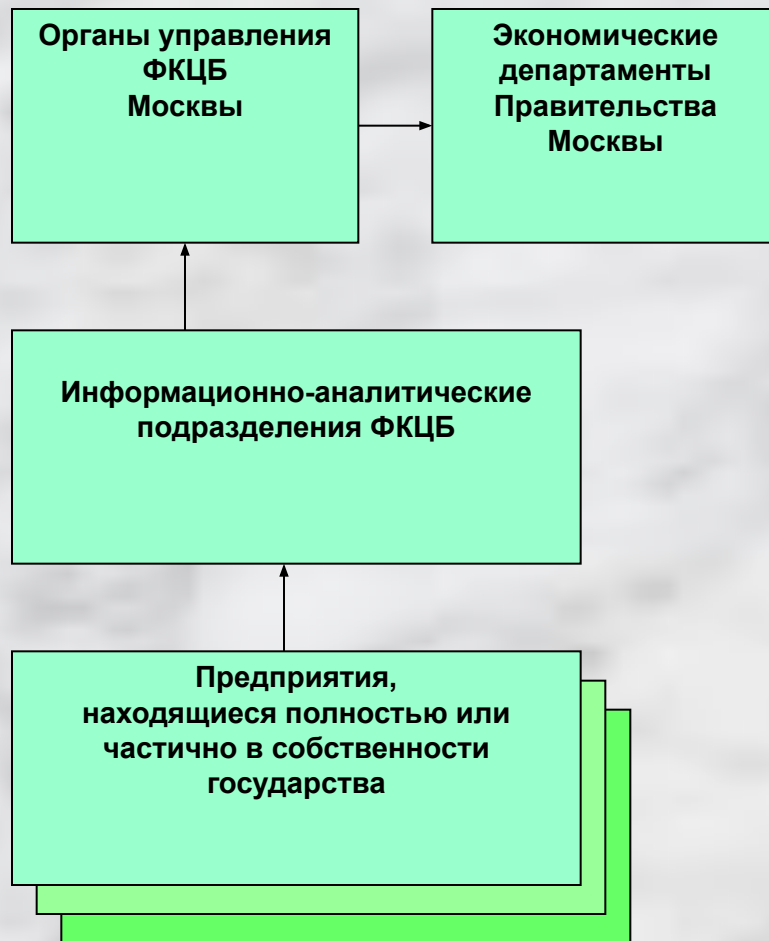 Органы управления
ФКЦБ
Москвы
Экономические
департаменты
Правительства
Москвы
Информационно-аналитические
подразделения ФКЦБ
Предприятия,
находящиеся полностью или
частично в собственности
государства